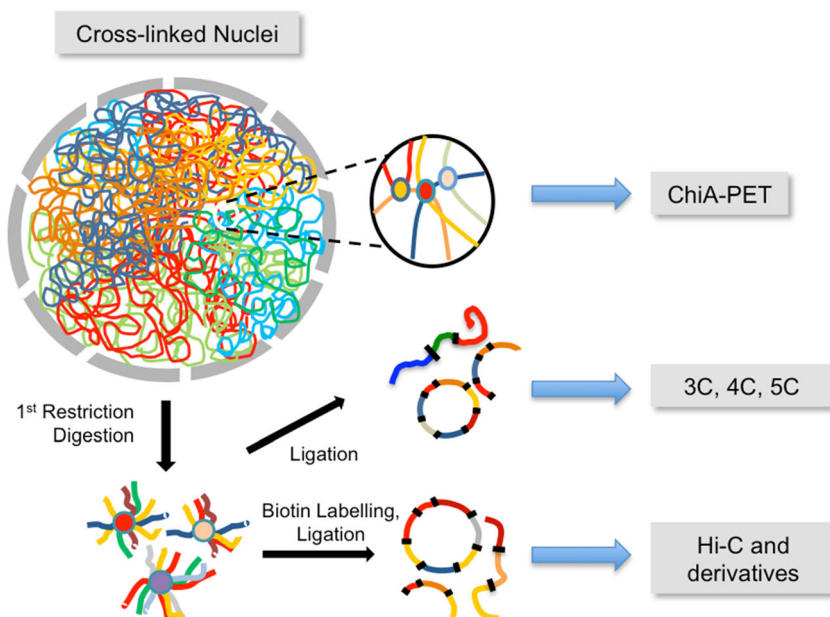 Cross-linked Nuclei
ChiA-PET
1st Restriction
Digestion
Ligation
3C, 4C, 5C
Biotin Labelling,
Ligation
Hi-C and
derivatives